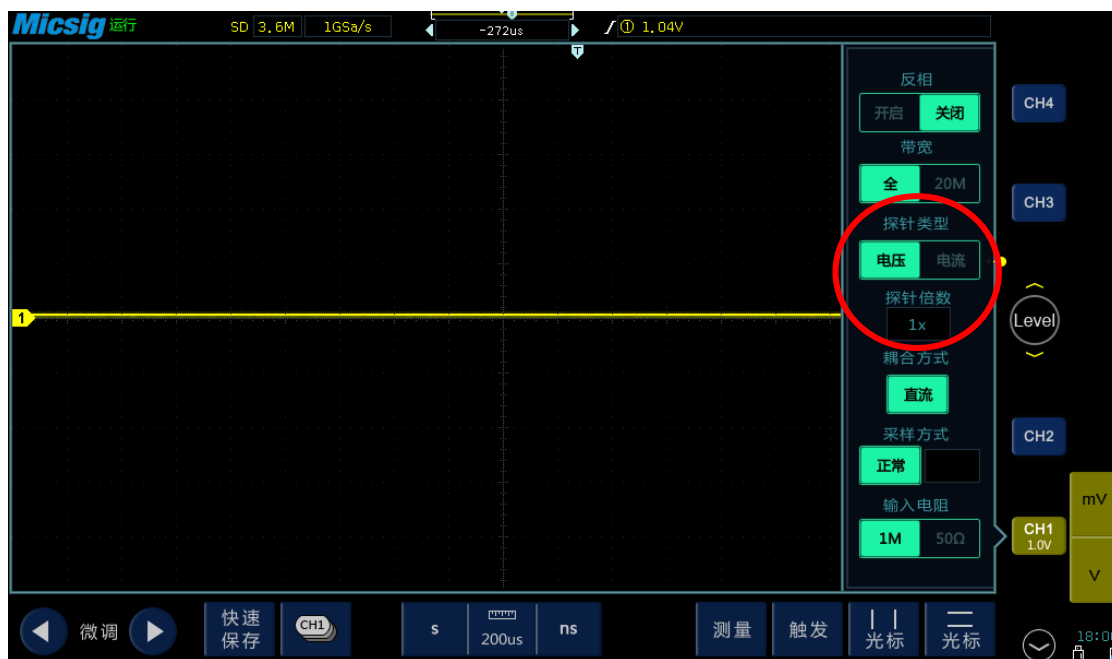 Micsig 运行 SD 3.6M 1GSa/s -272us ① 1.04V
T
反相
开启 关闭
CH4
带宽
全 20M
CH3
探针类型
电压 电流
探针倍数
1x
1
Level
耦合方式
直流
采样方式
CH2
正常
输入电阻
mV
1M 50Ω
CH1
1.0V
V
微调
快速
保存
CH1
s
200us
ns
测量
触发
光标
光标